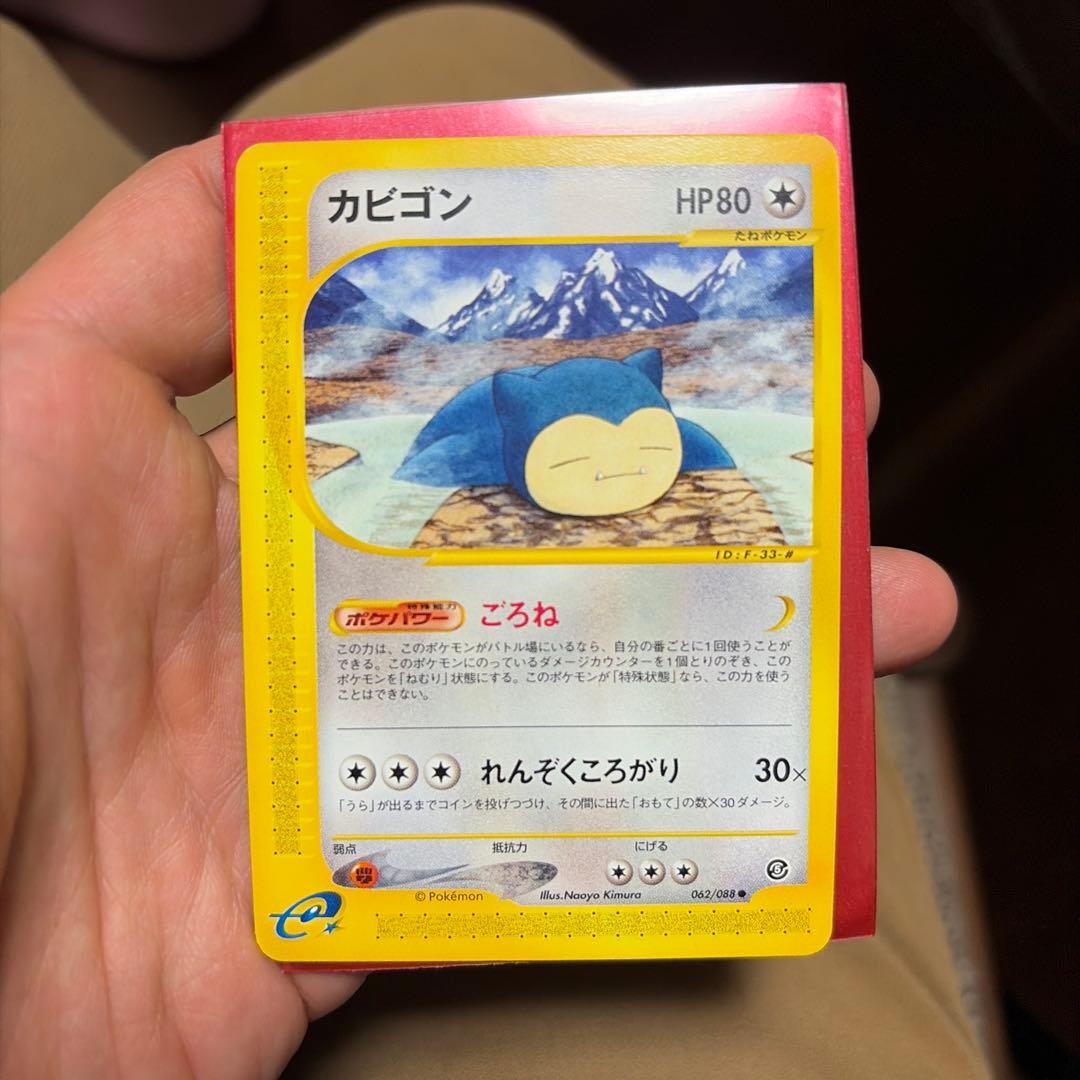 カビゴン
HP80
たねポケモン
ID:F-33-#
特殊能力
ポケパワー ごろね
この力は、このポケモンがバトル場にいるなら、自分の番ごとに1回使うことが
できる。このポケモンにのっているダメージカウンターを1個とりのぞき、この
ポケモンを「ねむり」状態にする。このポケモンが「特殊状態」なら、この力を使う
ことはできない。
れんぞくころがり 30×
「うら」が出るまでコインを投げつづけ、その間に出た「おもて」の数×30ダメージ。
弱点 抵抗力 にげる
© Pokémon Illus.Naoyo Kimura 062/088
e